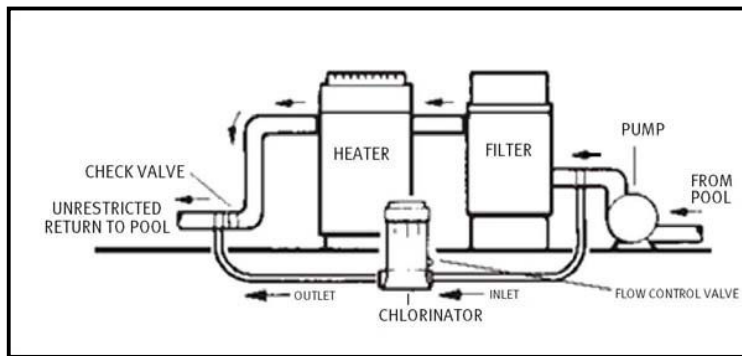 PUMP
HEATER
FILTER
CHECK VALVE
FROM
POOL
UNRESTRICTED
RETURN TO POOL
OUTLET
INLET
FLOW CONTROL VALVE
CHLORINATOR